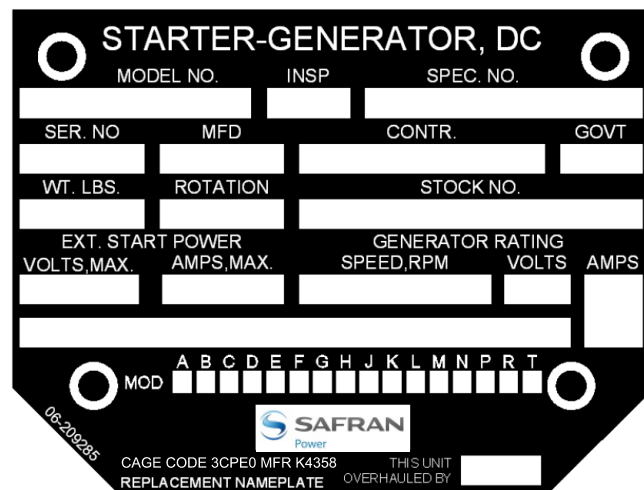 STARTER-GENERATOR, DC
MODEL NO. INSP SPEC. NO.
SER. NO MFD CONTR. GOVT
WT. LBS. ROTATION STOCK NO.
EXT. START POWER GENERATOR RATING
VOLTS,MAX. AMPS,MAX. SPEED,RPM VOLTS AMPS
A B C D E F G H J K L M N P R T
MOD
06-209285
SAFRAN
Power
CAGE CODE 3CPE0 MFR K4358 THIS UNIT
REPLACEMENT NAMEPLATE OVERHAULED BY